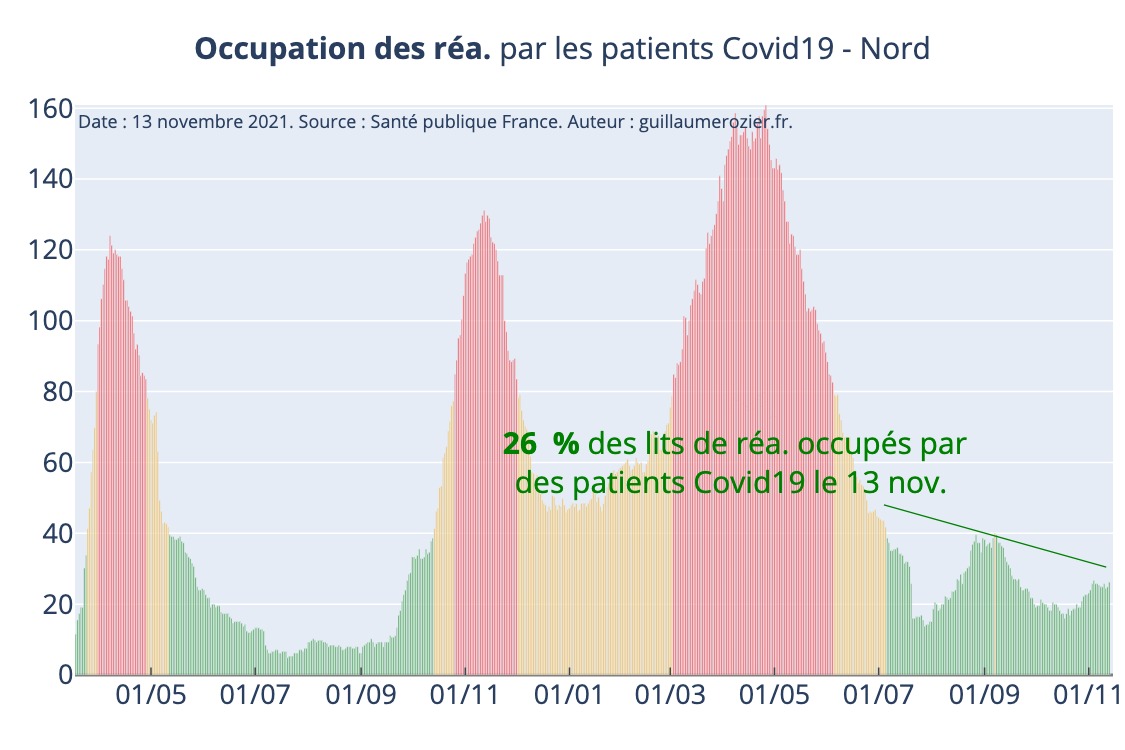 Occupation des réa. par les patients Covid19 - Nord
160
Date : 13 novembre 2021. Source : Santé publique France. Auteur : guillaumerozier.fr.
140
120
100
80
60
40
20
0
26 % des lits de réa. occupés par
des patients Covid19 le 13 nov.
01/05 01/07 01/09 01/11 01/01 01/03 01/05 01/07 01/09 01/11